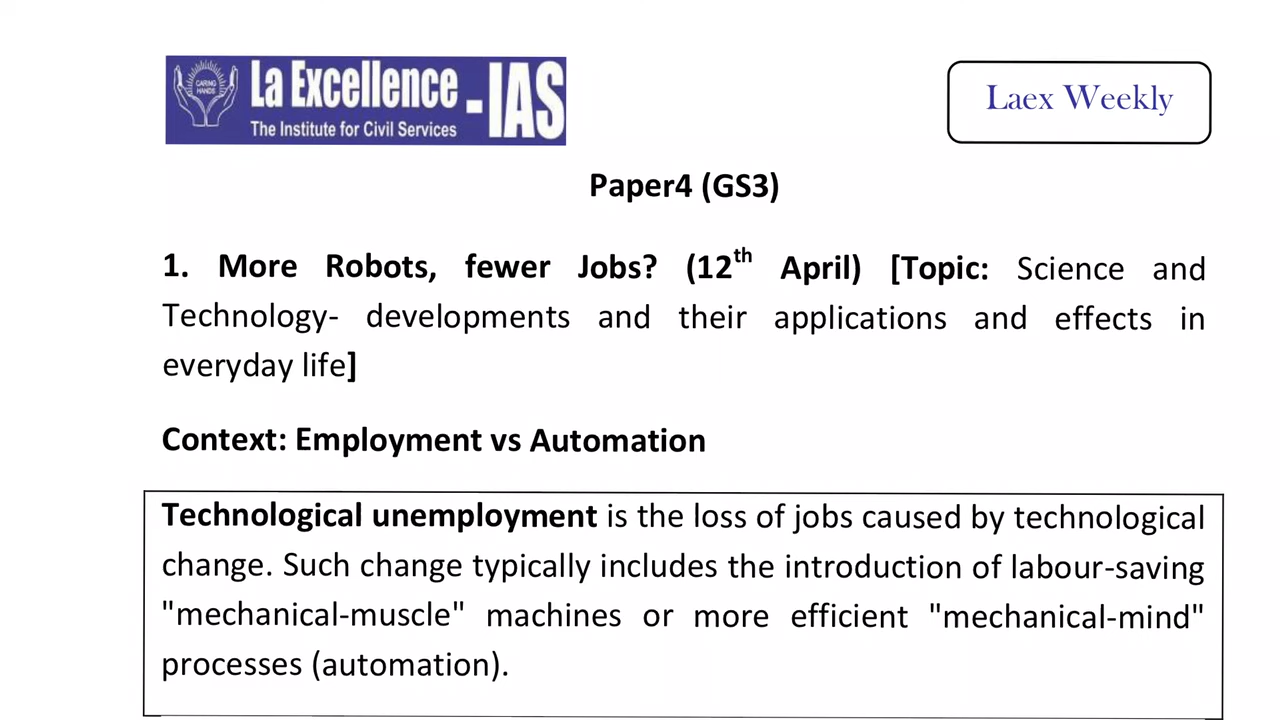 CARING
HANDS
La Excellence
-IAS
The Institute for Civil Services
Laex Weekly
Paper4 (GS3)
1. More Robots, fewer Jobs? (12th April) [Topic: Science and
Technology- developments and their applications and effects in
everyday life]
Context: Employment vs Automation
Technological unemployment is the loss of jobs caused by technological
change. Such change typically includes the introduction of labour-saving
"mechanical-muscle" machines or more efficient "mechanical-mind"
processes (automation).